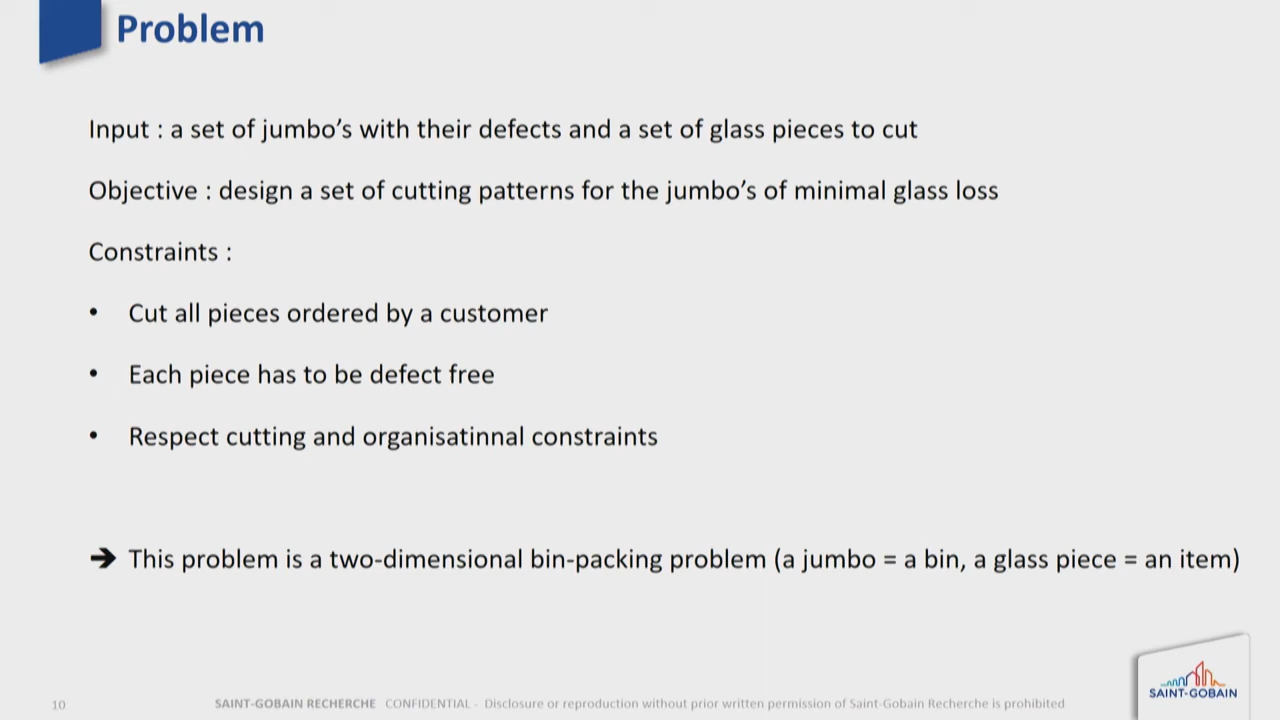 Problem
Input : a set of jumbo’s with their defects and a set of glass pieces to cut
Objective : design a set of cutting patterns for the jumbo’s of minimal glass loss
Constraints :
• Cut all pieces ordered by a customer
• Each piece has to be defect free
• Respect cutting and organisatinnal constraints
➔ This problem is a two-dimensional bin-packing problem (a jumbo = a bin, a glass piece = an item)
SAINT-GOBAIN
10 SAINT-GOBAIN RECHERCHE CONFIDENTIAL - Disclosure or reproduction without prior written permission of Saint-Gobain Recherche is prohibited